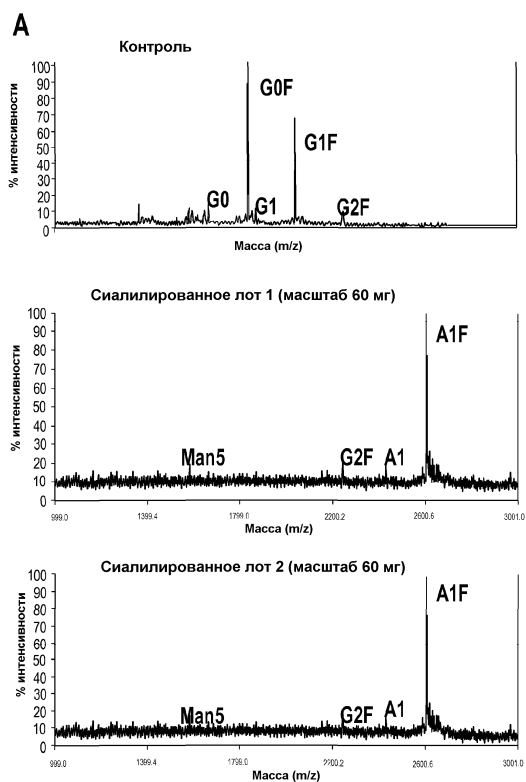 A
Контроль
% интенсивности
100
90
80
70
60
50
40
30
20
10
0
G0F
G1F
G0
G1
G2F
Масса (m/z)
Сиалилированное лот 1 (масштаб 60 мг)
% интенсивности
100
90
80
70
60
50
40
30
20
10
0
A1F
Man5
G2F
A1
999.0 1399.4 1799.0 2200.2 2600.6 3001.0
Масса (m/z)
Сиалилированное лот 2 (масштаб 60 мг)
% интенсивности
100
90
80
70
60
50
40
30
20
10
0
A1F
Man5
G2F
A1
999.0 1399.4 1799.0 2200.2 2600.6 3001.0
Масса (m/z)